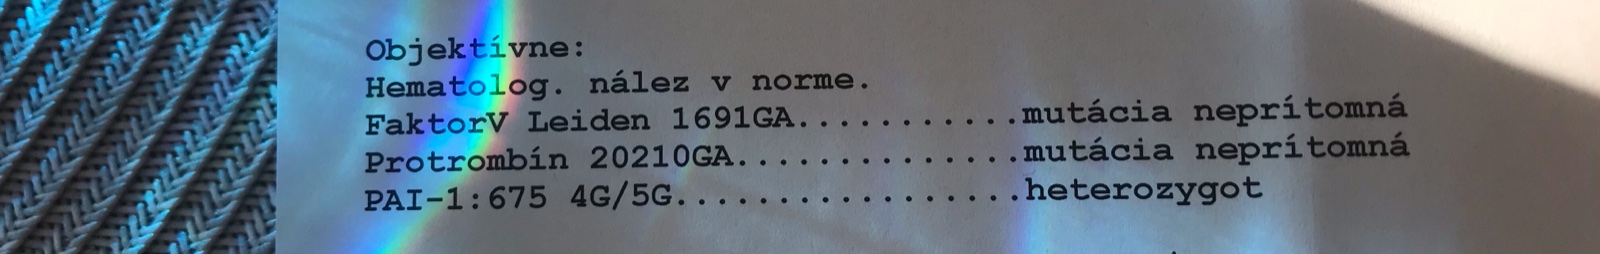 Objektívne:
Hematolog. nález v norme.
FaktorV Leiden 1691GA...........mutácia neprítomná
Protrombín 20210GA..............mutácia neprítomná
PAI-1:675 4G/5G.................heterozygot